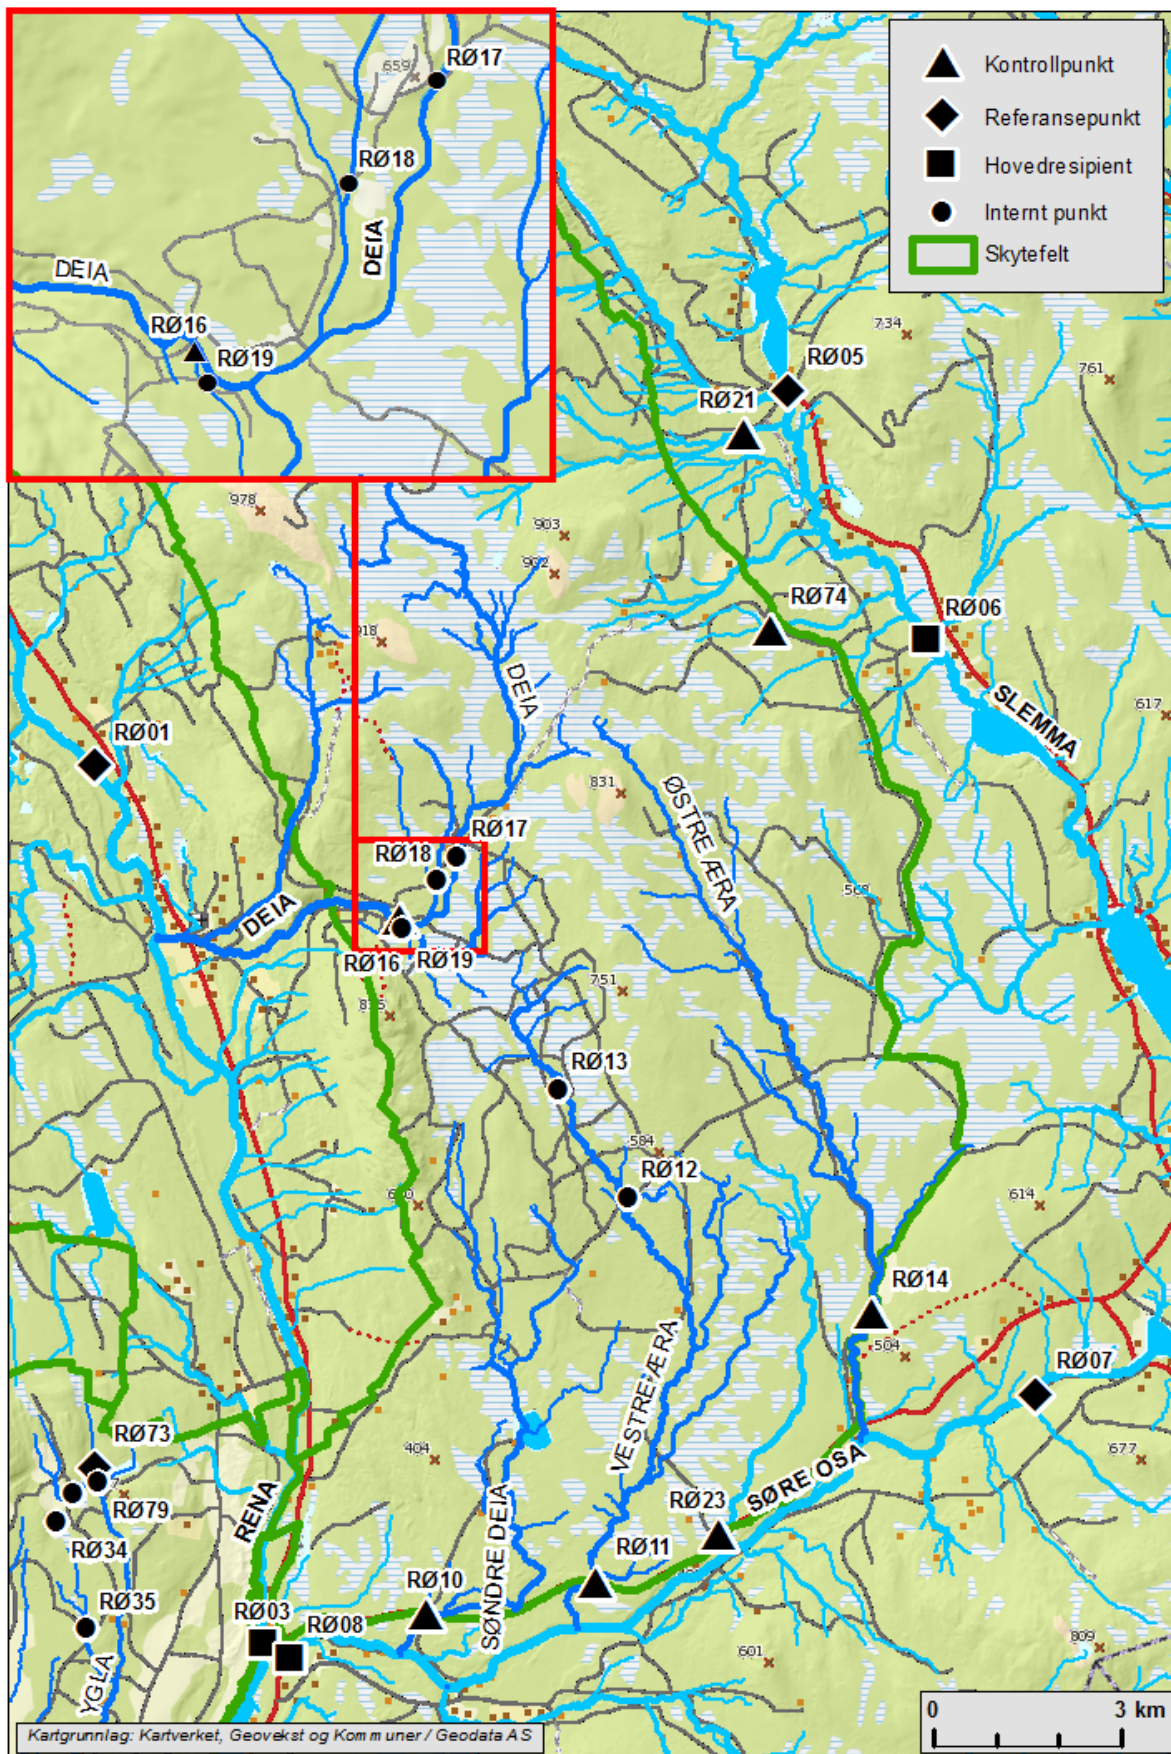 659
RØ17
RØ18
DEIA
DEIA
RØ16
RØ19
Kontrollpunkt
Referansepunkt
Hovedresipient
Internt punkt
Skytefelt
734
761
RØ05
RØ21
978
903
902
RØ74
RØ06
918
DEIA
SLEMMA
617
RØ01
831
ØSTRE ÆRA
RØ17
RØ18
568
DEIA
RØ16
RØ19
751
RØ13
584
RØ12
614
RØ14
504
RØ07
VESTRE ÆRA
404
677
RØ73
RØ79
RØ34
RENA
SØNDRE DEIA
RØ23
SØRE OSA
RØ11
RØ10
RØ35
RØ03
RØ08
YGLA
601
809
0 3 km
Kartgrunnlag: Kartverket, Geovekst og Kommuner / Geodata AS